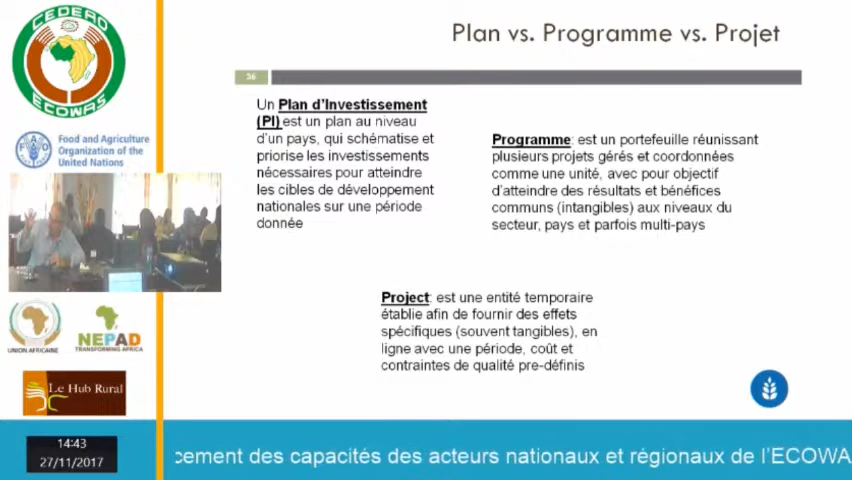 CEDEAO
ECOWAS
Food and Agriculture
Organization of the
United Nations
UNION AFRICAINE
NEPAD
TRANSFORMING AFRICA
Le Hub Rural
14:43
27/11/2017
Plan vs. Programme vs. Projet
26
Un Plan d'Investissement
(PI) est un plan au niveau
d'un pays, qui schématise et
priorise les investissements
nécessaires pour atteindre
les cibles de développement
nationales sur une période
donnée
Programme: est un portefeuille réunissant
plusieurs projets gérés et coordonnées
comme une unité, avec pour objectif
d'atteindre des résultats et bénéfices
communs (intangibles) aux niveaux du
secteur, pays et parfois multi-pays
Project: est une entité temporaire
établie afin de fournir des effets
spécifiques (souvent tangibles), en
ligne avec une période, coût et
contraintes de qualité pre-définis
cement des capacités des acteurs nationaux et régionaux de l'ECOWA